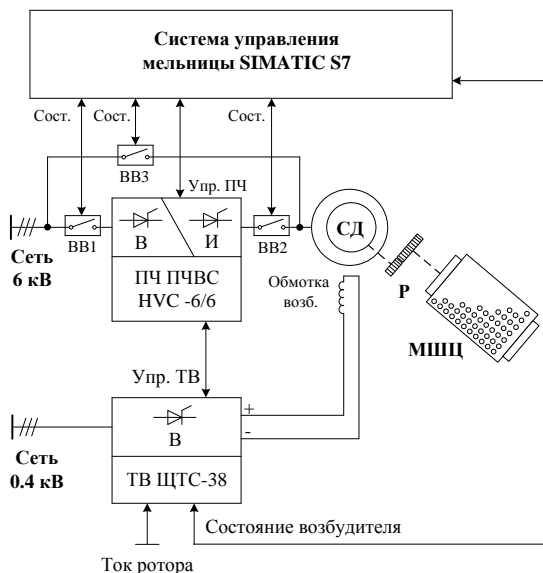 Система управления
мельницы SIMATIC S7
Сост.
Сост.
Сост.
ВВ3
Упр. ПЧ
ВВ1
В
И
ВВ2
СД
Сеть
6 кВ
ПЧ ПЧВС
HVC -6/6
Обмотка
возб.
Р
МШЦ
Упр. ТВ
В
+
-
Сеть
0.4 кВ
ТВ ЩТС-38
Состояние возбудителя
Ток ротора